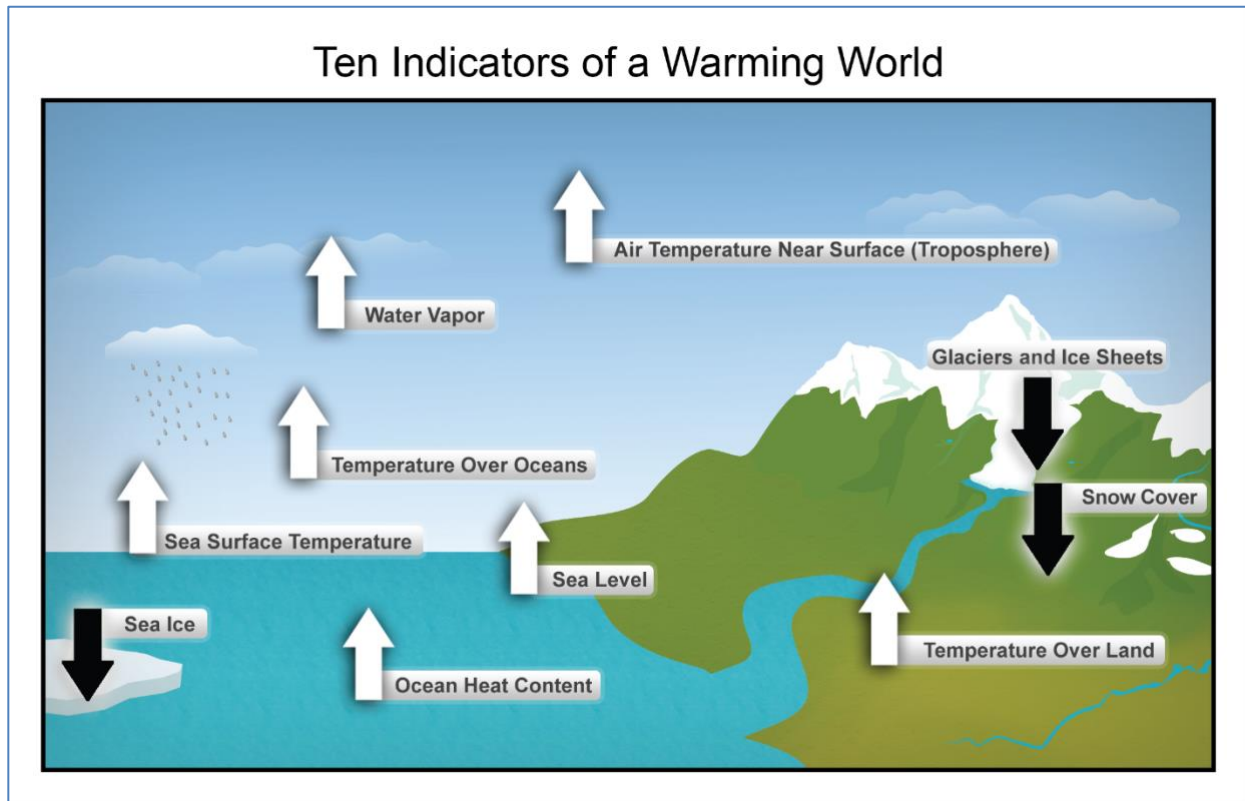 Ten Indicators of a Warming World
Air Temperature Near Surface (Troposphere)
Water Vapor
Glaciers and Ice Sheets
Temperature Over Oceans
Snow Cover
Sea Surface Temperature
Sea Level
Sea Ice
Temperature Over Land
Ocean Heat Content